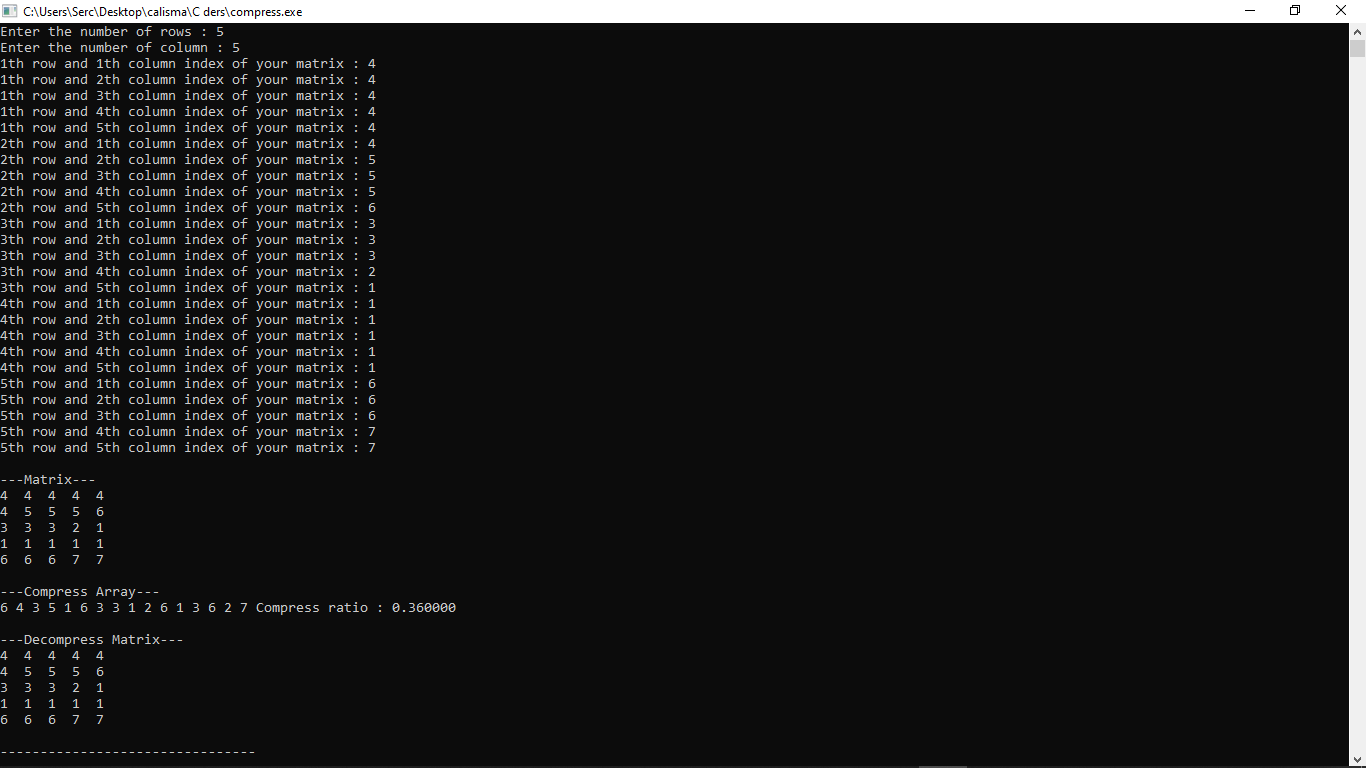 C:\Users\Serc\Desktop\calisma\C ders\compress.exe
Enter the number of rows : 5
Enter the number of column : 5
1th row and 1th column index of your matrix : 4
1th row and 2th column index of your matrix : 4
1th row and 3th column index of your matrix : 4
1th row and 4th column index of your matrix : 4
1th row and 5th column index of your matrix : 4
2th row and 1th column index of your matrix : 4
2th row and 2th column index of your matrix : 5
2th row and 3th column index of your matrix : 5
2th row and 4th column index of your matrix : 5
2th row and 5th column index of your matrix : 6
3th row and 1th column index of your matrix : 3
3th row and 2th column index of your matrix : 3
3th row and 3th column index of your matrix : 3
3th row and 4th column index of your matrix : 2
3th row and 5th column index of your matrix : 1
4th row and 1th column index of your matrix : 1
4th row and 2th column index of your matrix : 1
4th row and 3th column index of your matrix : 1
4th row and 4th column index of your matrix : 1
4th row and 5th column index of your matrix : 1
5th row and 1th column index of your matrix : 6
5th row and 2th column index of your matrix : 6
5th row and 3th column index of your matrix : 6
5th row and 4th column index of your matrix : 7
5th row and 5th column index of your matrix : 7
---Matrix---
4  4  4  4  4
4  5  5  5  6
3  3  3  2  1
1  1  1  1  1
6  6  6  7  7
---Compress Array---
6 4 3 5 1 6 3 3 1 2 6 1 3 6 2 7 Compress ratio : 0.360000
---Decompress Matrix---
4  4  4  4  4
4  5  5  5  6
3  3  3  2  1
1  1  1  1  1
6  6  6  7  7
--------------------------------